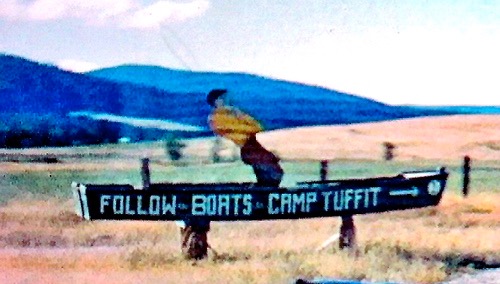 FOLLOW - BOATS - CAMP TUFFIT →